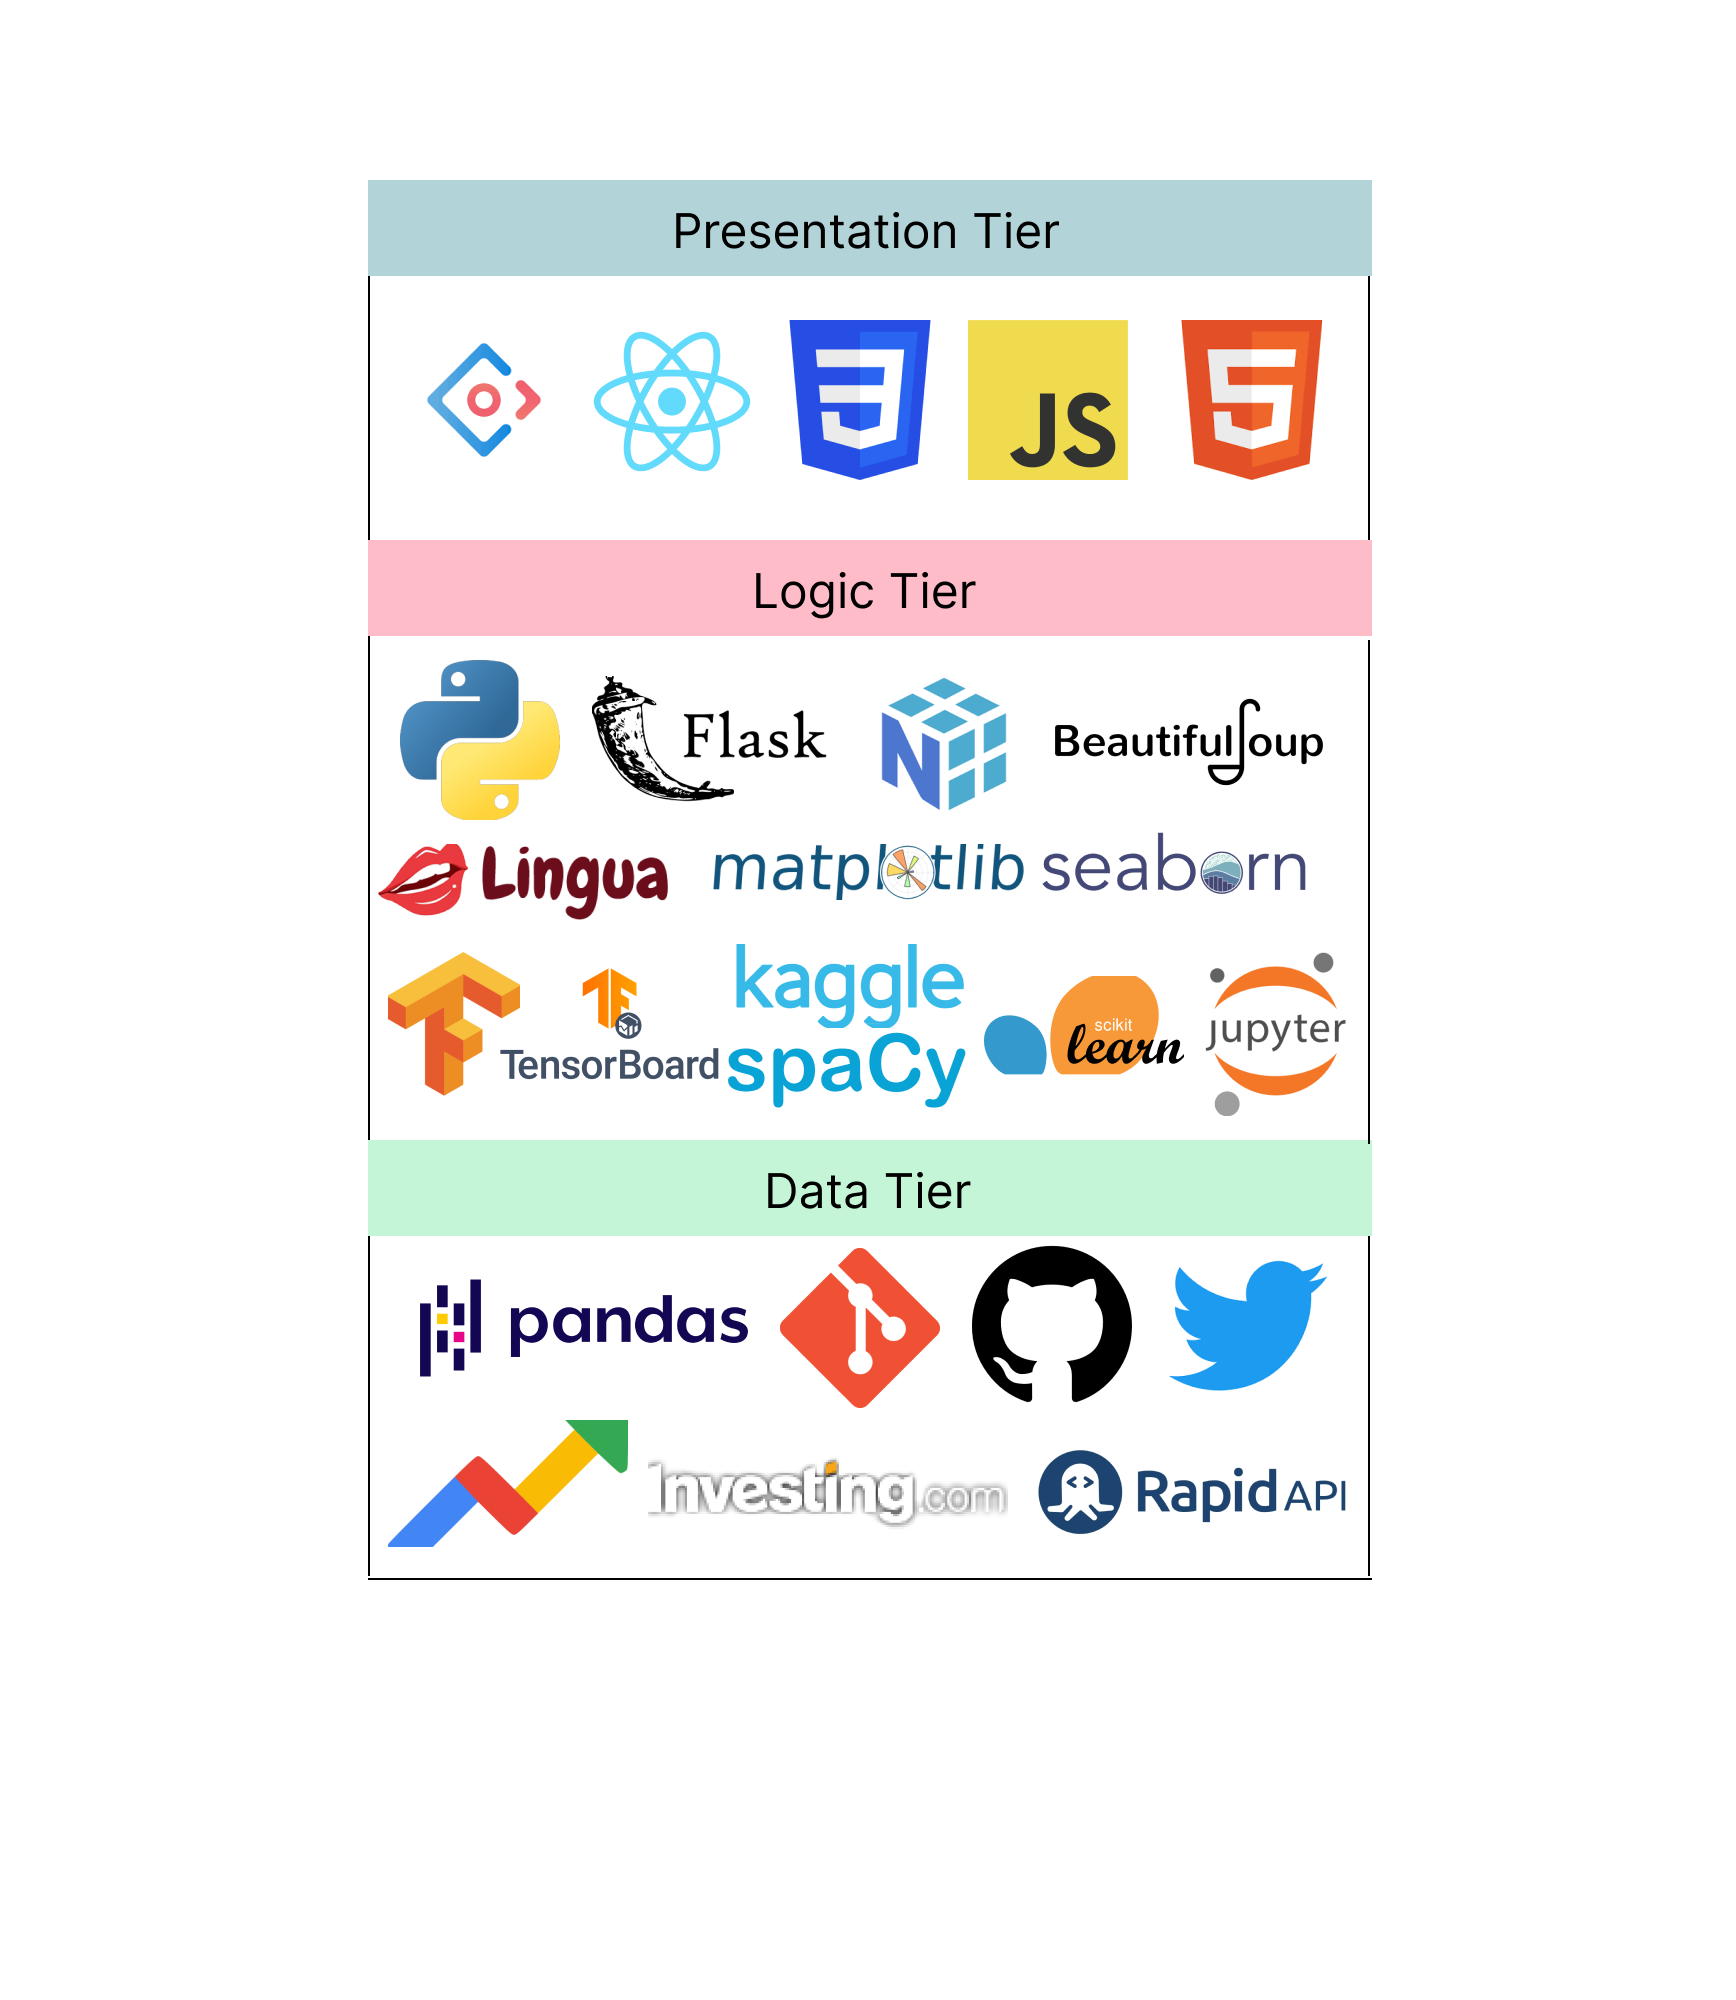 Presentation Tier
JS
Logic Tier
Flask
N
BeautifulSoup
Lingua
matplotlib
seaborn
TensorBoard
kaggle
spaCy
scikit
learn
jupyter
Data Tier
pandas
Investing.com
RapidAPI